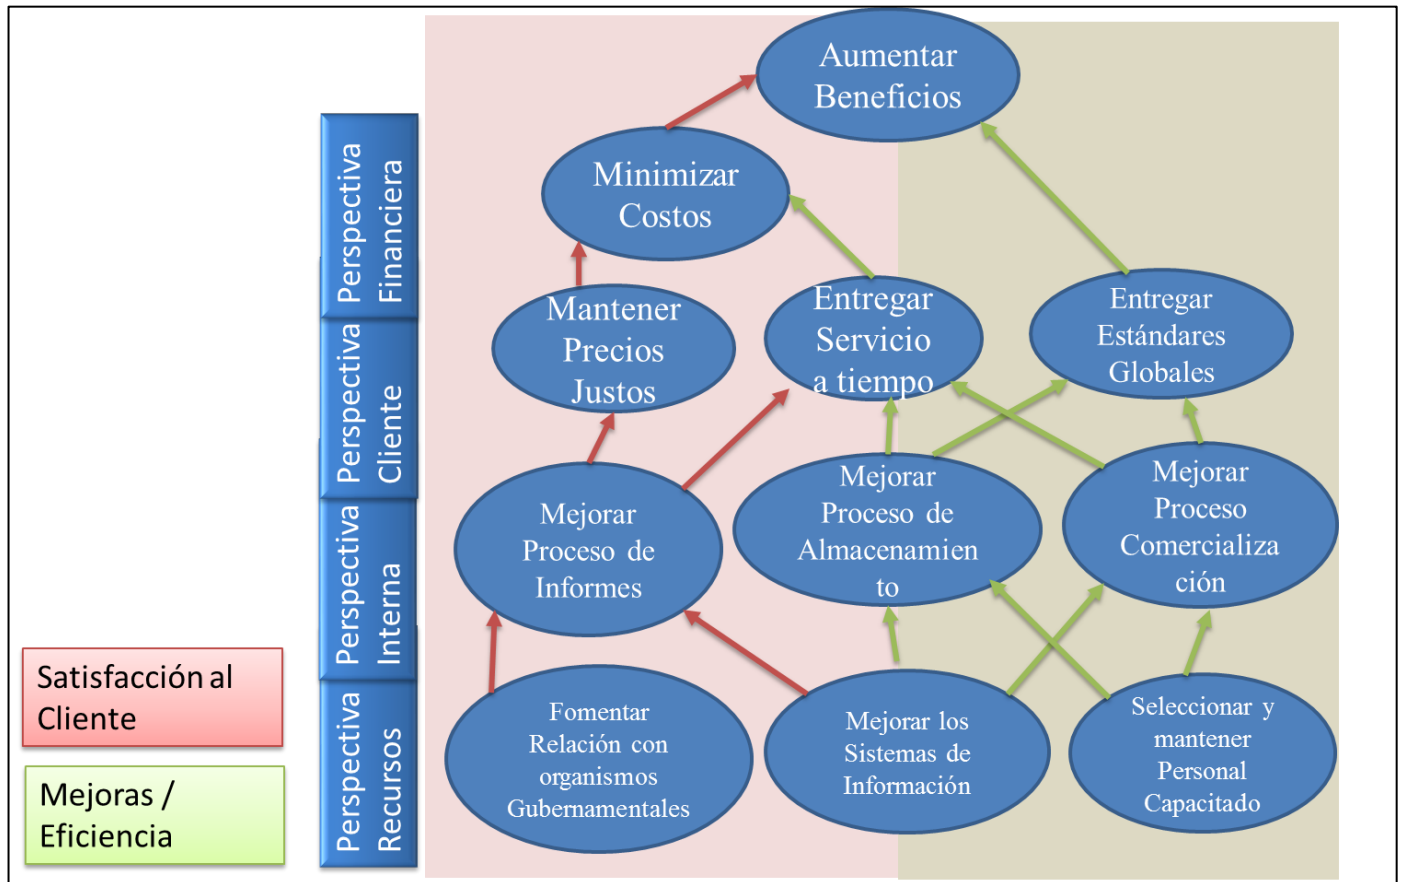 Aumentar
Beneficios
Perspectiva
Financiera
Minimizar
Costos
Perspectiva
Cliente
Mantener
Precios
Justos
Entregar
Servicio
a tiempo
Entregar
Estándares
Globales
Perspectiva
Interna
Mejorar
Proceso de
Informes
Mejorar
Proceso de
Almacenamien
to
Mejorar
Proceso
Comercializa
ción
Perspectiva
Recursos
Fomentar
Relación con
organismos
Gubernamentales
Mejorar los
Sistemas de
Información
Seleccionar y
mantener
Personal
Capacitado
Satisfacción al
Cliente
Mejoras /
Eficiencia